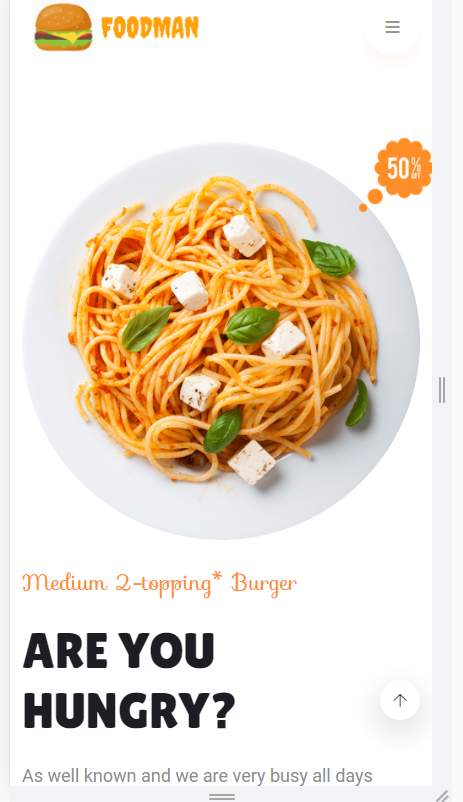 FOODMAN
50% OFF
Medium 2-topping* Burger
ARE YOU
HUNGRY?
As well known and we are very busy all days